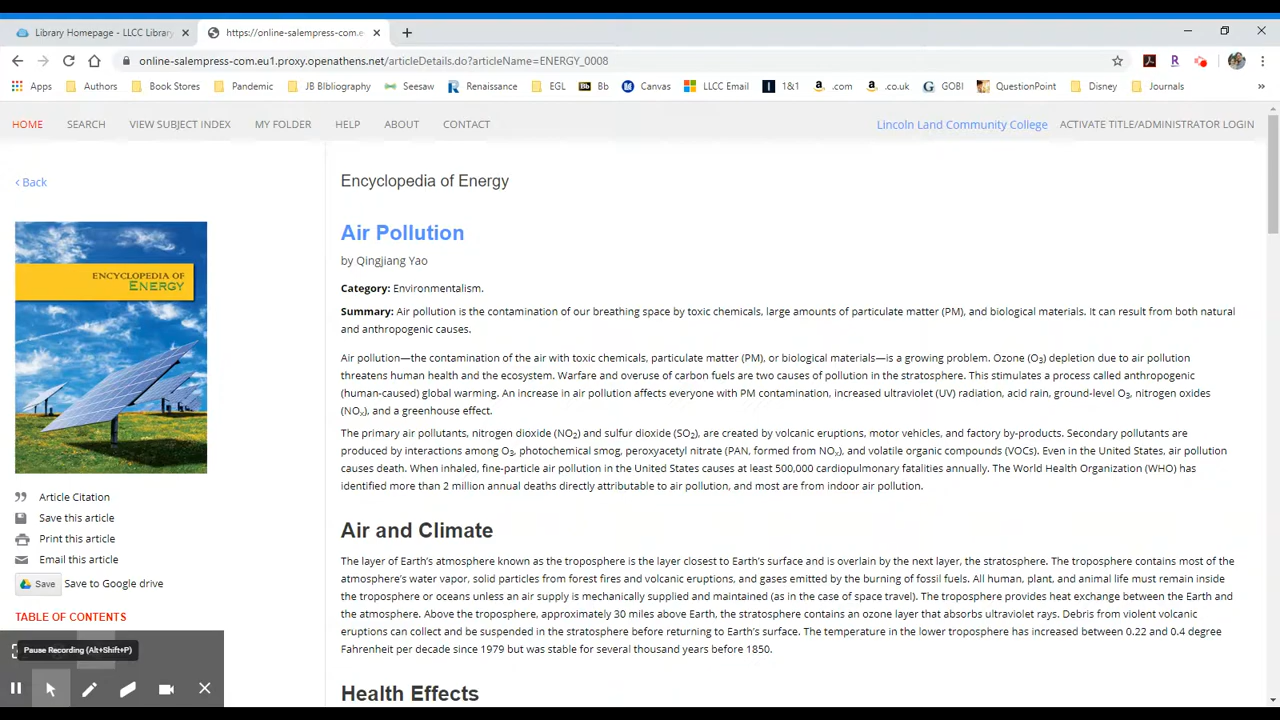 Library Homepage - LLCC Library
https://online-salempress-com.e
online-salempress-com.eu1.proxy.openathens.net/articleDetails.do?articleName=ENERGY_0008
Apps Authors Book Stores Pandemic JB BIbliography Seesaw Renaissance EGL Bb Canvas LLCC Email 1&1 .com .co.uk GOBI QuestionPoint Disney Journals »
HOME SEARCH VIEW SUBJECT INDEX MY FOLDER HELP ABOUT CONTACT Lincoln Land Community College ACTIVATE TITLE/ADMINISTRATOR LOGIN
‹ Back
ENCYCLOPEDIA OF
ENERGY
Article Citation
Save this article
Print this article
Email this article
Save Save to Google drive
TABLE OF CONTENTS
Pause Recording (Alt+Shift+P)
Encyclopedia of Energy
Air Pollution
by Qingjiang Yao
Category: Environmentalism.
Summary: Air pollution is the contamination of our breathing space by toxic chemicals, large amounts of particulate matter (PM), and biological materials. It can result from both natural
and anthropogenic causes.
Air pollution—the contamination of the air with toxic chemicals, particulate matter (PM), or biological materials—is a growing problem. Ozone (O₃) depletion due to air pollution
threatens human health and the ecosystem. Warfare and overuse of carbon fuels are two causes of pollution in the stratosphere. This stimulates a process called anthropogenic
(human-caused) global warming. An increase in air pollution affects everyone with PM contamination, increased ultraviolet (UV) radiation, acid rain, ground-level O₃, nitrogen oxides
(NOₓ), and a greenhouse effect.
The primary air pollutants, nitrogen dioxide (NO₂) and sulfur dioxide (SO₂), are created by volcanic eruptions, motor vehicles, and factory by-products. Secondary pollutants are
produced by interactions among O₃, photochemical smog, peroxyacetyl nitrate (PAN, formed from NOₓ), and volatile organic compounds (VOCs). Even in the United States, air pollution
causes death. When inhaled, fine-particle air pollution in the United States causes at least 500,000 cardiopulmonary fatalities annually. The World Health Organization (WHO) has
identified more than 2 million annual deaths directly attributable to air pollution, and most are from indoor air pollution.
Air and Climate
The layer of Earth's atmosphere known as the troposphere is the layer closest to Earth's surface and is overlain by the next layer, the stratosphere. The troposphere contains most of the
atmosphere's water vapor, solid particles from forest fires and volcanic eruptions, and gases emitted by the burning of fossil fuels. All human, plant, and animal life must remain inside
the troposphere or oceans unless an air supply is mechanically supplied and maintained (as in the case of space travel). The troposphere provides heat exchange between the Earth and
the atmosphere. Above the troposphere, approximately 30 miles above Earth, the stratosphere contains an ozone layer that absorbs ultraviolet rays. Debris from violent volcanic
eruptions can collect and be suspended in the stratosphere before returning to Earth's surface. The temperature in the lower troposphere has increased between 0.22 and 0.4 degree
Fahrenheit per decade since 1979 but was stable for several thousand years before 1850.
Health Effects